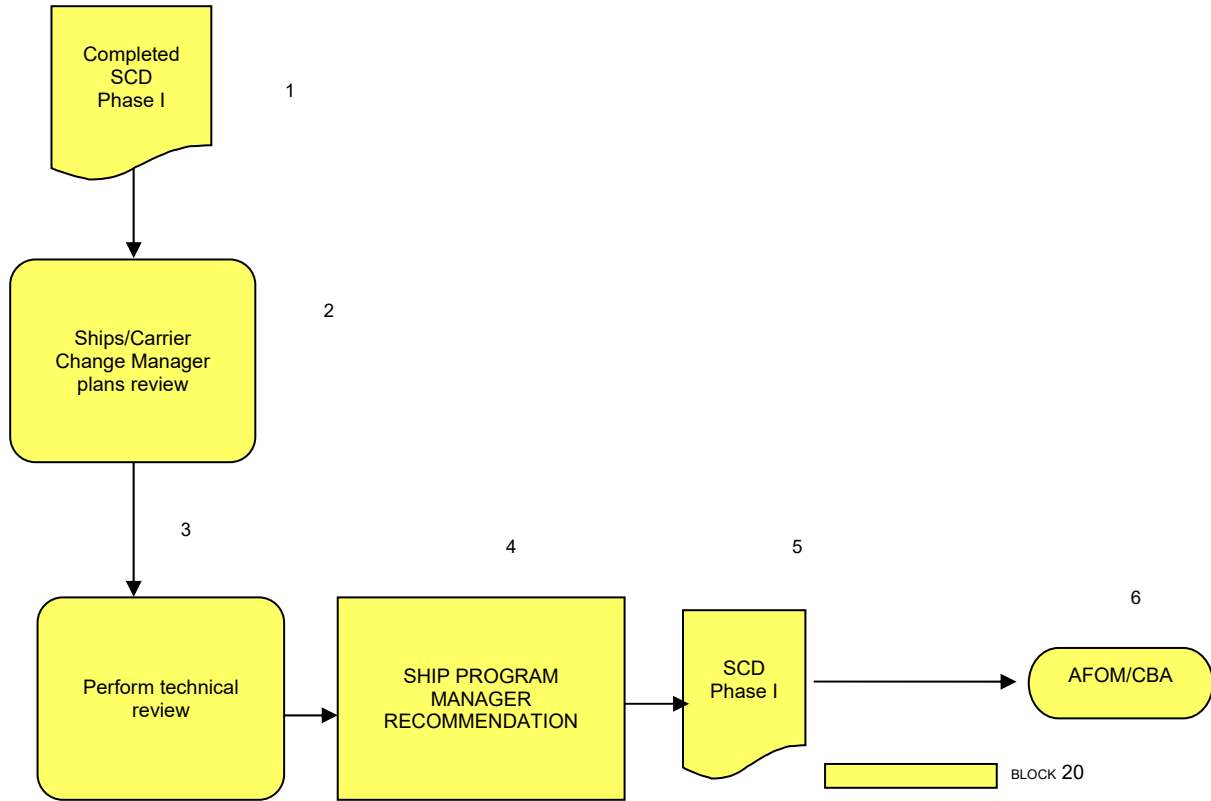 Completed
SCD
Phase I
1
Ships/Carrier
Change Manager
plans review
2
3
4
5
6
Perform technical
review
SHIP PROGRAM
MANAGER
RECOMMENDATION
SCD
Phase I
AFOM/CBA
BLOCK 20